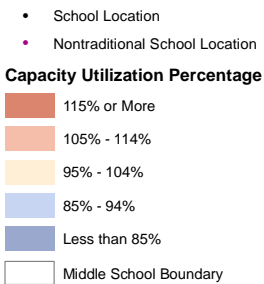 School Location
Nontraditional School Location
Capacity Utilization Percentage
115% or More
105% - 114%
95% - 104%
85% - 94%
Less than 85%
Middle School Boundary